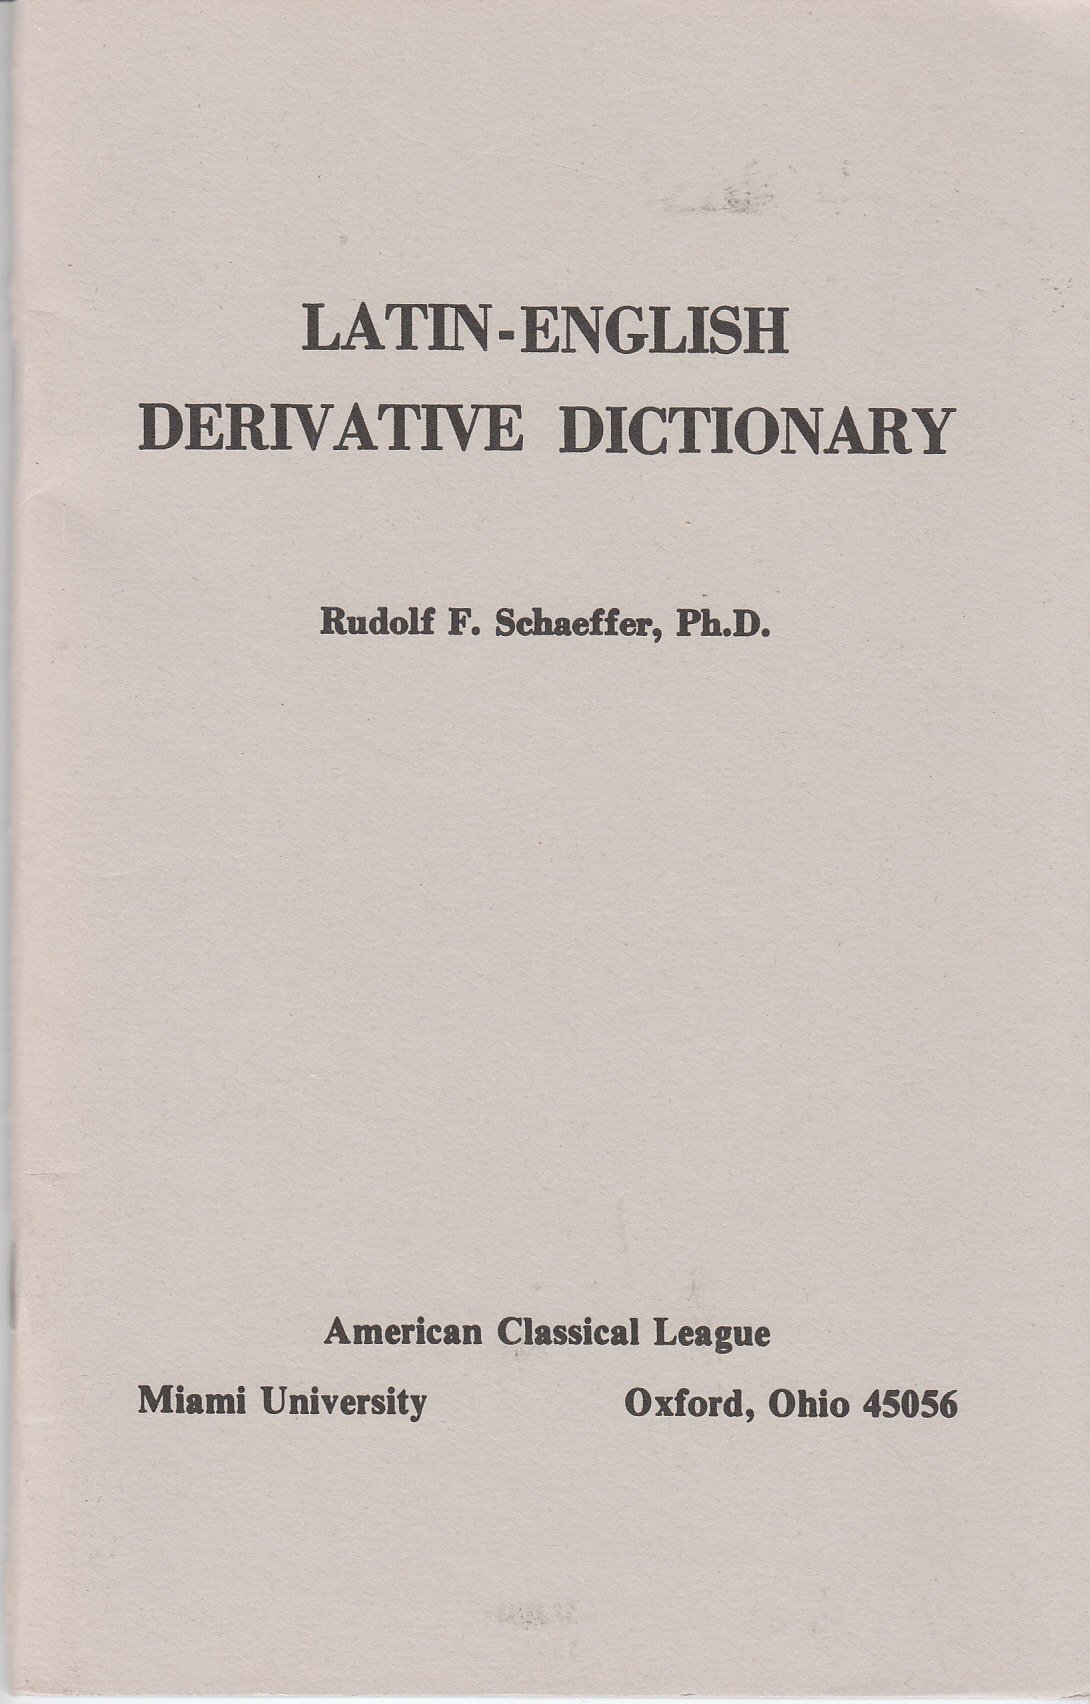 LATIN-ENGLISH
DERIVATIVE DICTIONARY
Rudolf F. Schaeffer, Ph.D.
American Classical League
Miami University Oxford, Ohio 45056